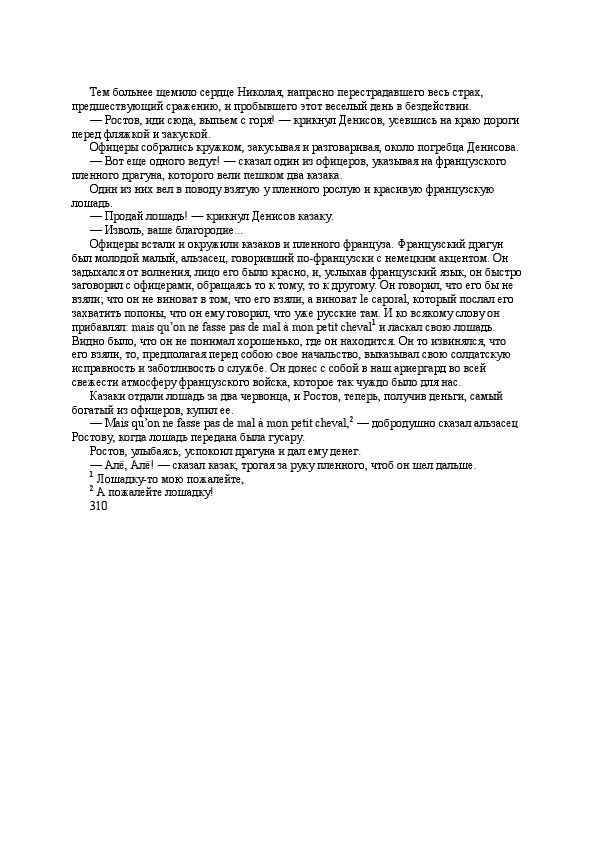 Тем больнее щемило сердце Николая, напрасно перестрадавшего весь страх,
предшествующий сражению, и пробывшего этот веселый день в бездействии.
— Ростов, иди сюда, выпьем с горя! — крикнул Денисов, усевшись на краю дороги
перед фляжкой и закуской.
Офицеры собрались кружком, закусывая и разговаривая, около погребца Денисова.
— Вот еще одного ведут! — сказал один из офицеров, указывая на французского
пленного драгуна, которого вели пешком два казака.
Один из них вел в поводу взятую у пленного рослую и красивую французскую
лошадь.
— Продай лошадь! — крикнул Денисов казаку.
— Изволь, ваше благородие...
Офицеры встали и окружили казаков и пленного француза. Французский драгун
был молодой малый, альзасец, говоривший по-французски с немецким акцентом. Он
задыхался от волнения, лицо его было красно, и, услыхав французский язык, он быстро
заговорил с офицерами, обращаясь то к тому, то к другому. Он говорил, что его бы не
взяли; что он не виноват в том, что его взяли, а виноват le caporal, который послал его
захватить попоны, что он ему говорил, что уже русские там. И ко всякому слову он
прибавлял: mais qu’on ne fasse pas de mal à mon petit cheval1 и ласкал свою лошадь.
Видно было, что он не понимал хорошенько, где он находится. Он то извинялся, что
его взяли, то, предполагая перед собою свое начальство, выказывал свою солдатскую
исправность и заботливость о службе. Он донес с собой в наш ариергард во всей
свежести атмосферу французского войска, которое так чуждо было для нас.
Казаки отдали лошадь за два червонца, и Ростов, теперь, получив деньги, самый
богатый из офицеров, купил ее.
— Mais qu’on ne fasse pas de mal à mon petit cheval,2 — добродушно сказал альзасец
Ростову, когда лошадь передана была гусару.
Ростов, улыбаясь, успокоил драгуна и дал ему денег.
— Алё, Алё! — сказал казак, трогая за руку пленного, чтоб он шел дальше.
1 Лошадку-то мою пожалейте,
2 А пожалейте лошадку!
310